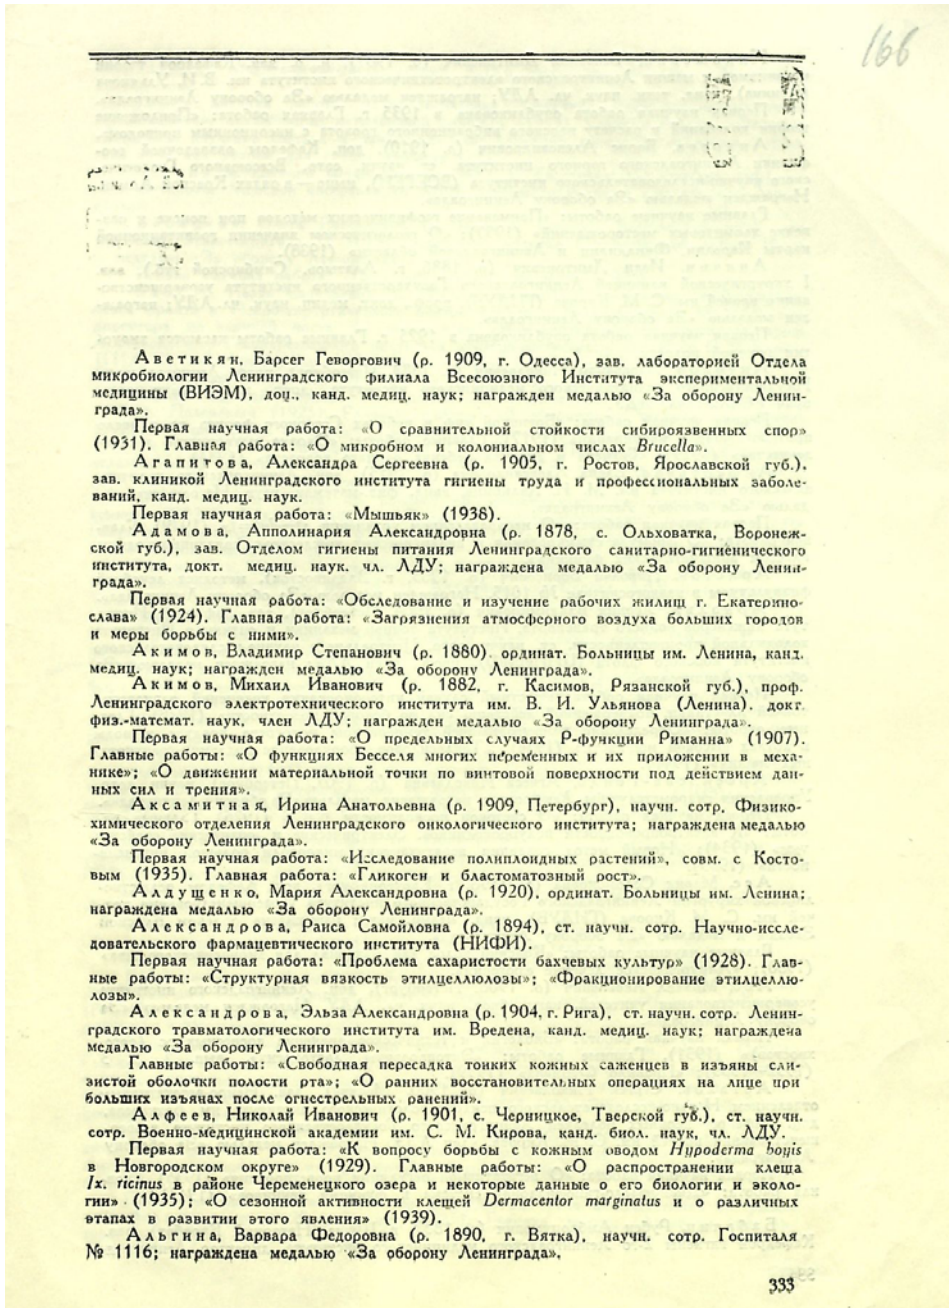 166
Аветикян, Барсег Геворгович (р. 1909, г. Одесса), зав. лабораторией Отдела
микробиологии Ленинградского филиала Всесоюзного Института экспериментальной
медицины (ВИЭМ), доц., канд. медиц. наук; награжден медалью «За оборону Ленин-
града».
Первая научная работа: «О сравнительной стойкости сибироязвенных спор»
(1931). Главная работа: «О микробном и колониальном числах Brucella».
Агапитова, Александра Сергеевна (р. 1905, г. Ростов, Ярославской губ.),
зав. клиникой Ленинградского института гигиены труда и профессиональных заболе-
ваний, канд. медиц. наук.
Первая научная работа: «Мышьяк» (1938).
Адамова, Апполинария Александровна (р. 1878, с. Ольховатка, Воронеж-
ской губ.), зав. Отделом гигиены питания Ленинградского санитарно-гигиенического
института, докт. медиц. наук. чл. ЛДУ; награждена медалью «За оборону Ленин-
града».
Первая научная работа: «Обследование и изучение рабочих жилищ г. Екатерино-
слава» (1924). Главная работа: «Загрязнения атмосферного воздуха больших городов
и меры борьбы с ними».
Акимов, Владимир Степанович (р. 1880). ординат. Больницы им. Ленина, канд.
медиц. наук; награжден медалью «За оборону Ленинграда».
Акимов, Михаил Иванович (р. 1882, г. Касимов, Рязанской губ.), проф.
Ленинградского электротехнического института им. В. И. Ульянова (Ленина). докт.
физ.-математ. наук, член ЛДУ; награжден медалью «За оборону Ленинграда».
Первая научная работа: «О предельных случаях Р-функции Риманна» (1907).
Главные работы: «О функциях Бесселя многих переменных и их приложении в меха-
нике»; «О движении материальной точки по винтовой поверхности под действием дан-
ных сил и трения».
Аксамитная, Ирина Анатольевна (р. 1909, Петербург), научн. сотр. Физико-
химического отделения Ленинградского онкологического института; награждена медалью
«За оборону Ленинграда».
Первая научная работа: «Исследование полиплоидных растений», совм. с Косто-
вым (1935). Главная работа: «Гликоген и бластоматозный рост».
Алдущенко, Мария Александровна (р. 1920), ординат. Больницы им. Ленина;
награждена медалью «За оборону Ленинграда».
Александрова, Раиса Самойловна (р. 1894), ст. научн. сотр. Научно-иссле-
довательского фармацевтического института (НИФИ).
Первая научная работа: «Проблема сахаристости бахчевых культур» (1928). Глав-
ные работы: «Структурная вязкость этилцеллюлозы»; «Фракционирование этилцеллю-
лозы».
Александрова, Эльза Александровна (р. 1904, г. Рига), ст. научн. сотр. Ленин-
градского травматологического института им. Вредена, канд. медиц. наук; награждена
медалью «За оборону Ленинграда».
Главные работы: «Свободная пересадка тонких кожных саженцев в изъяны сли-
зистой оболочки полости рта»; «О ранних восстановительных операциях на лице при
больших изъянах после огнестрельных ранений».
Алфеев, Николай Иванович (р. 1901, с. Черницкое, Тверской губ.), ст. научн.
сотр. Военно-медицинской академии им. С. М. Кирова, канд. биол. наук, чл. ЛДУ.
Первая научная работа: «К вопросу борьбы с кожным оводом Hypoderma bovis
в Новгородском округе» (1929). Главные работы: «О распространении клеща
Ix. ricinus в районе Череменецкого озера и некоторые данные о его биологии и эколо-
гии» (1935); «О сезонной активности клещей Dermacentor marginatus и о различных
этапах в развитии этого явления» (1939).
Альгина, Варвара Федоровна (р. 1890, г. Вятка), научн. сотр. Госпиталя
№ 1116; награждена медалью «За оборону Ленинграда».
333